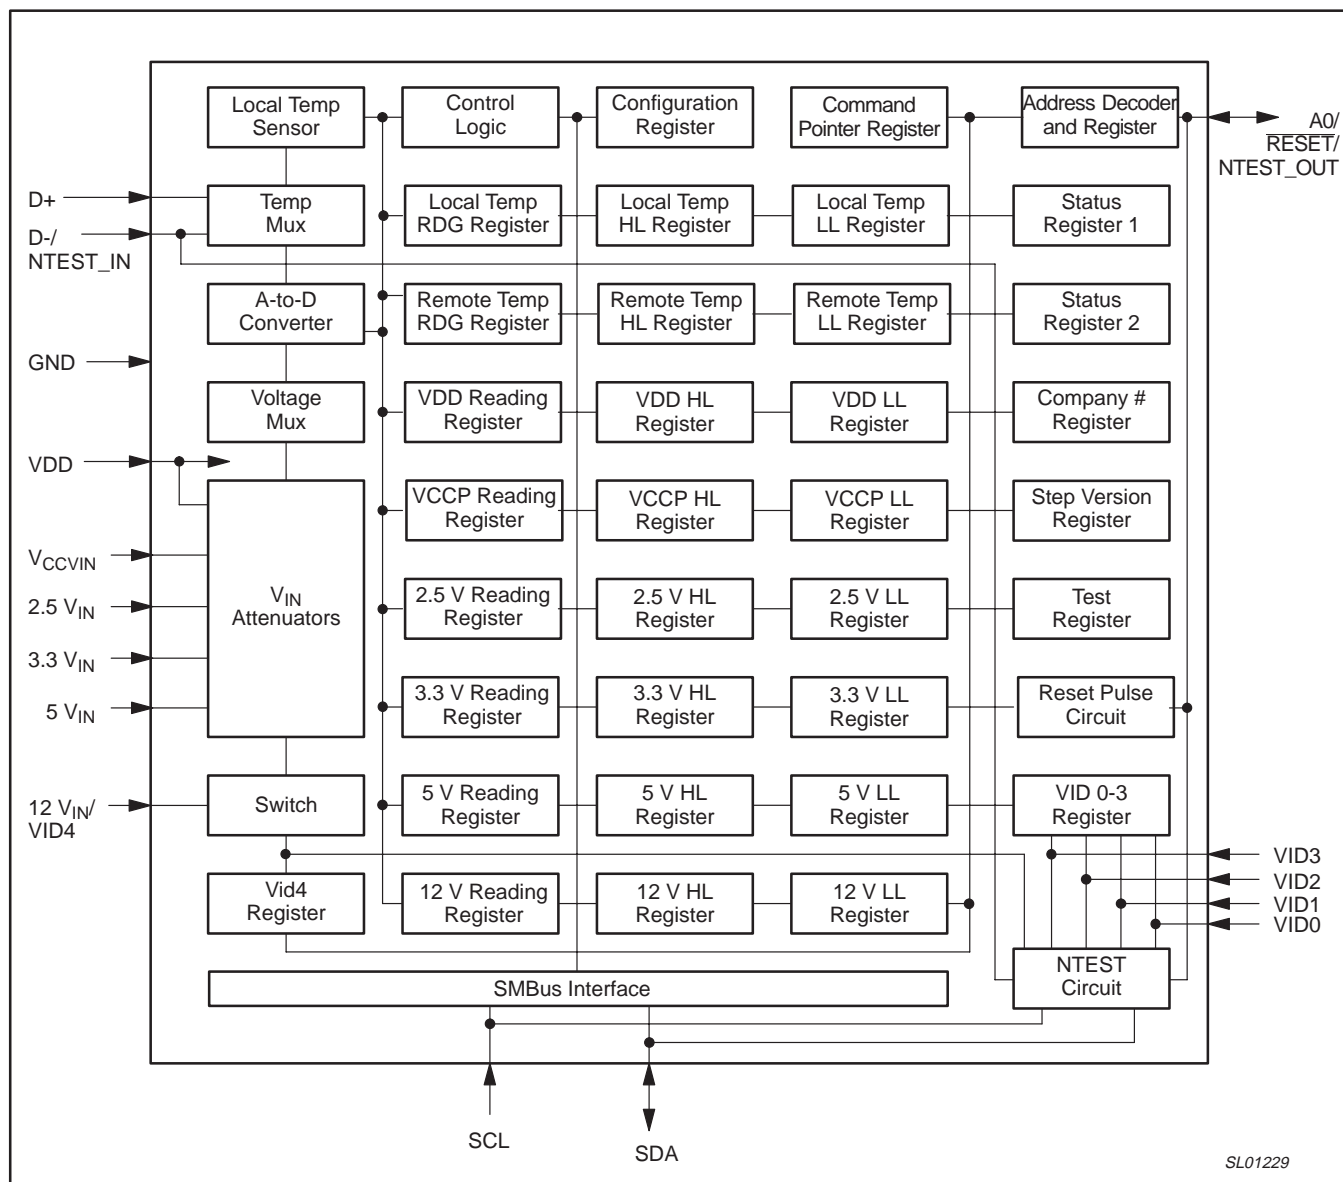 Local Temp
Sensor
Control
Logic
Configuration
Register
Command
Pointer Register
Address Decoder
and Register
A0/
RESET/
NTEST_OUT
D+
D-/
NTEST_IN
Temp
Mux
Local Temp
RDG Register
Local Temp
HL Register
Local Temp
LL Register
Status
Register 1
A-to-D
Converter
Remote Temp
RDG Register
Remote Temp
HL Register
Remote Temp
LL Register
Status
Register 2
GND
Voltage
Mux
VDD Reading
Register
VDD HL
Register
VDD LL
Register
Company #
Register
VDD
VCCP Reading
Register
VCCP HL
Register
VCCP LL
Register
Step Version
Register
VCCVIN
2.5 VIN
3.3 VIN
5 VIN
VIN
Attenuators
2.5 V Reading
Register
2.5 V HL
Register
2.5 V LL
Register
Test
Register
3.3 V Reading
Register
3.3 V HL
Register
3.3 V LL
Register
Reset Pulse
Circuit
12 VIN/
VID4
Switch
5 V Reading
Register
5 V HL
Register
5 V LL
Register
VID 0-3
Register
VID3
VID2
VID1
VID0
Vid4
Register
12 V Reading
Register
12 V HL
Register
12 V LL
Register
NTEST
Circuit
SMBus Interface
SCL
SDA
SL01229